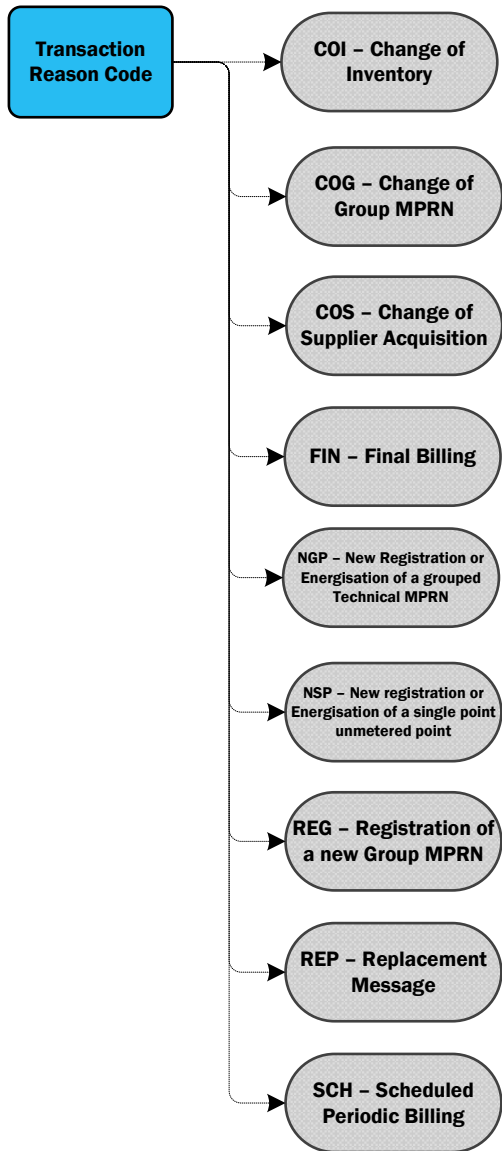 Transaction
Reason Code
COI – Change of
Inventory
COG – Change of
Group MPRN
COS – Change of
Supplier Acquisition
FIN – Final Billing
NGP – New Registration or
Energisation of a grouped
Technical MPRN
NSP – New registration or
Energisation of a single point
unmetered point
REG – Registration of
a new Group MPRN
REP – Replacement
Message
SCH – Scheduled
Periodic Billing